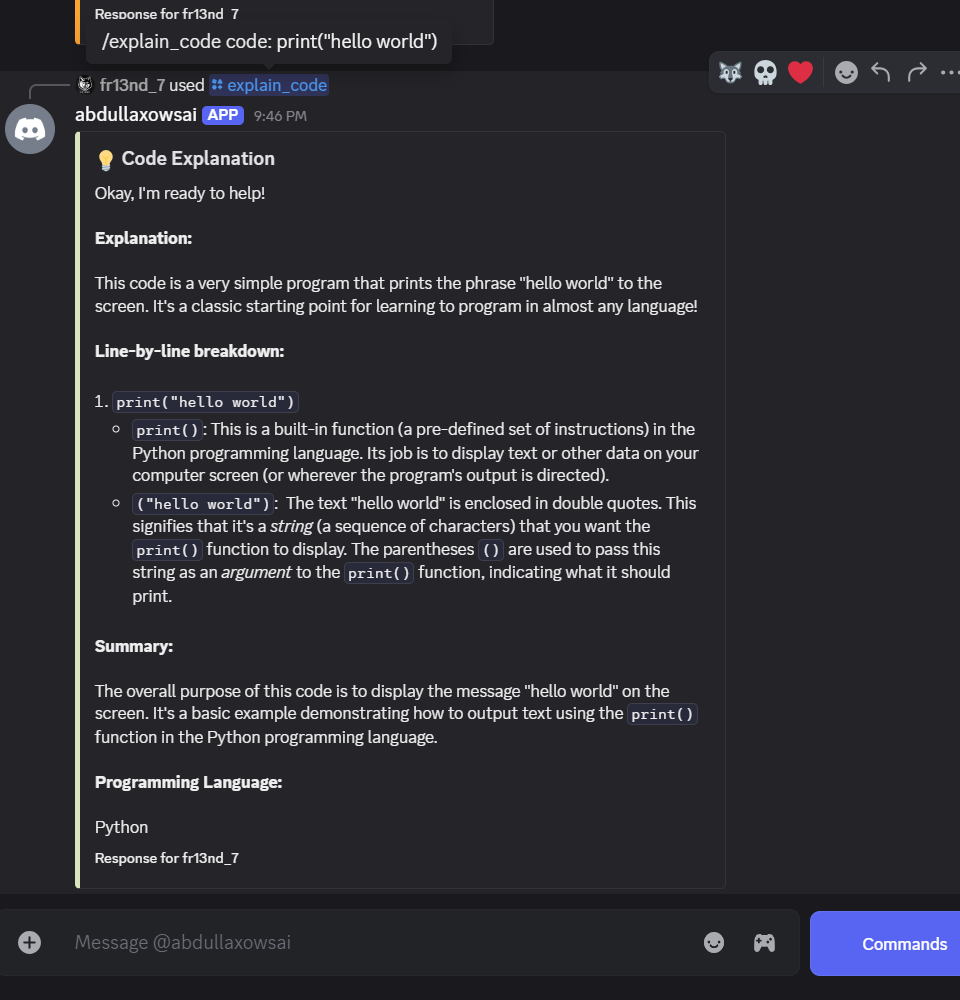 Response for fr13nd_7
/explain_code code: print("hello world")
fr13nd_7 used explain_code
abdullaxowsai APP 9:46 PM
💡 Code Explanation
Okay, I'm ready to help!
Explanation:
This code is a very simple program that prints the phrase "hello world" to the
screen. It's a classic starting point for learning to program in almost any language!
Line-by-line breakdown:
1. print("hello world")
○ print(): This is a built-in function (a pre-defined set of instructions) in the
Python programming language. Its job is to display text or other data on your
computer screen (or wherever the program's output is directed).
○ ("hello world"): The text "hello world" is enclosed in double quotes. This
signifies that it's a string (a sequence of characters) that you want the
print() function to display. The parentheses () are used to pass this
string as an argument to the print() function, indicating what it should
print.
Summary:
The overall purpose of this code is to display the message "hello world" on the
screen. It's a basic example demonstrating how to output text using the print()
function in the Python programming language.
Programming Language:
Python
Response for fr13nd_7
Message @abdullaxowsai
Commands